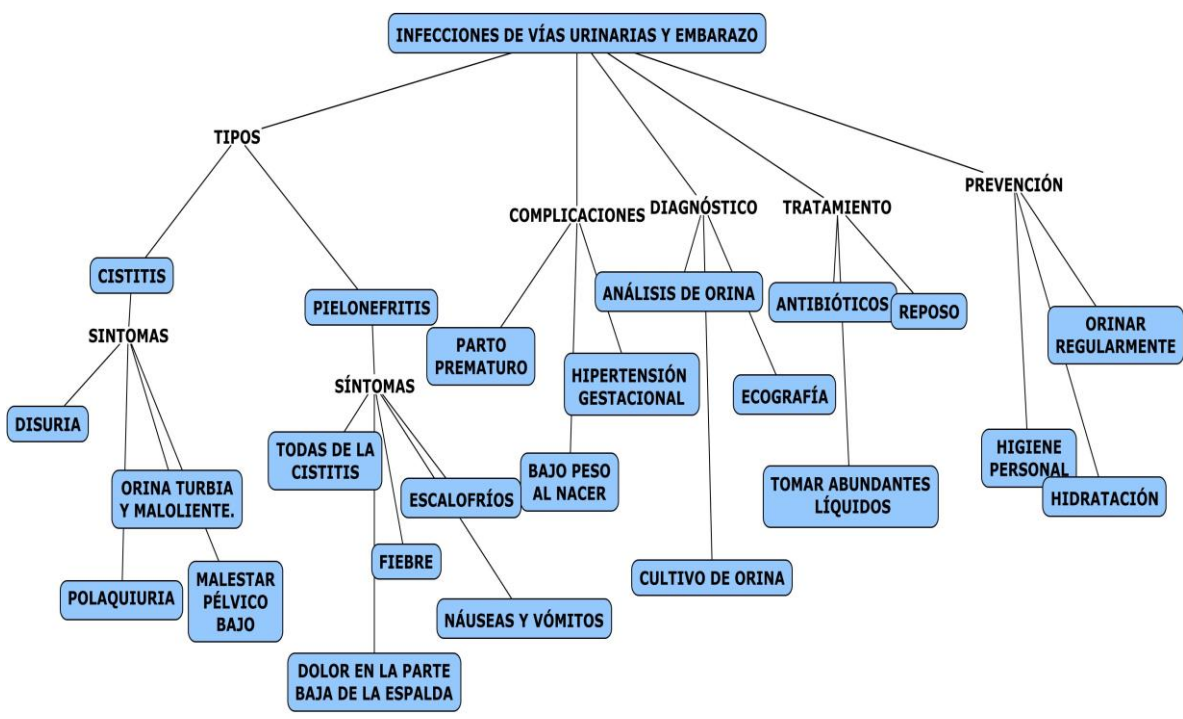 INFECCIONES DE VÍAS URINARIAS Y EMBARAZO
TIPOS
CISTITIS
SINTOMAS
DISURIA
ORINA TURBIA
Y MALOLIENTE.
POLAQUIURIA
MALESTAR
PÉLVICO
BAJO
PIELONEFRITIS
SÍNTOMAS
TODAS DE LA
CISTITIS
ESCALOFRÍOS
FIEBRE
NÁUSEAS Y VÓMITOS
DOLOR EN LA PARTE
BAJA DE LA ESPALDA
COMPLICACIONES
PARTO
PREMATURO
HIPERTENSIÓN
GESTACIONAL
BAJO PESO
AL NACER
DIAGNÓSTICO
ANÁLISIS DE ORINA
ECOGRAFÍA
CULTIVO DE ORINA
TRATAMIENTO
ANTIBIÓTICOS
REPOSO
TOMAR ABUNDANTES
LÍQUIDOS
PREVENCIÓN
ORINAR
REGULARMENTE
HIGIENE
PERSONAL
HIDRATACIÓN